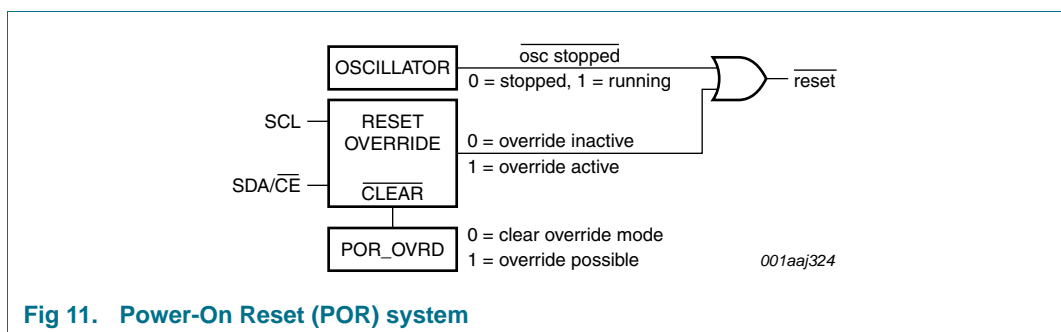 OSCILLATOR
osc stopped
0 = stopped, 1 = running
reset
SCL
RESET
OVERRIDE
0 = override inactive
1 = override active
SDA/CE
CLEAR
POR_OVRD
0 = clear override mode
1 = override possible
001aaj324
Fig 11. Power-On Reset (POR) system